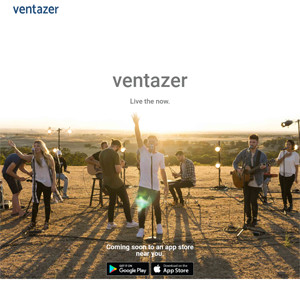 ventazer
ventazer
Live the now.
Coming soon to an app store
near you.
GET IT ON
Google Play
Download on the
App Store